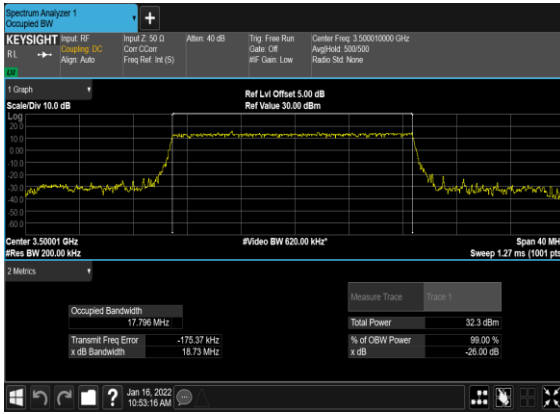 Spectrum Analyzer 1
Occupied BW
KEYSIGHT Input: RF Input Z: 50 Ω Atten: 40 dB Trig: Free Run Center Freq: 3.500010000 GHz
RL Coupling: DC Corr CCorr Gate: Off Avg|Hold: 500/500
Align: Auto Freq Ref: Int (S) #IF Gain: Low Radio Std: None
LW
1 Graph Ref Lvl Offset 5.00 dB
Scale/Div 10.0 dB Ref Value 30.00 dBm
Log
20.0
10.0
0.00
-10.0
-20.0
-30.0
-40.0
-50.0
-60.0
Center 3.50001 GHz #Video BW 620.00 kHz* Span 40 MH
#Res BW 200.00 kHz Sweep 1.27 ms (1001 pts
2 Metrics
Measure Trace Trace 1
Occupied Bandwidth
17.796 MHz Total Power 32.3 dBm
Transmit Freq Error -175.37 kHz % of OBW Power 99.00 %
x dB Bandwidth 18.73 MHz x dB -26.00 dB
Jan 16, 2022
10:53:16 AM